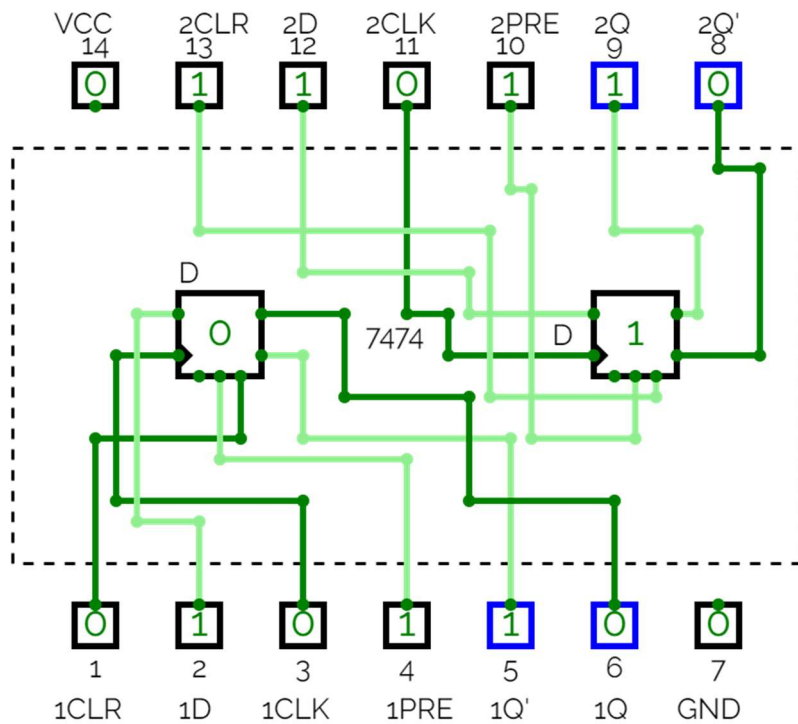 VCC 2CLR 2D 2CLK 2PRE 2Q 2Q'
14 13 12 11 10 9 8
0 1 1 0 1 1 0
D
0 7474 D 1
0 1 0 1 1 0 0
1 2 3 4 5 6 7
1CLR 1D 1CLK 1PRE 1Q' 1Q GND